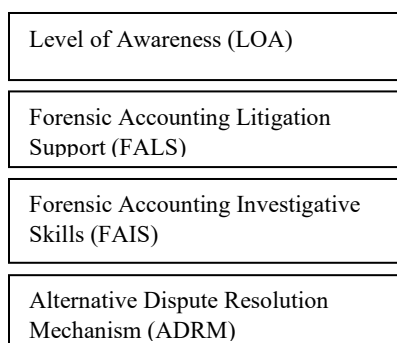 Level of Awareness (LOA)
Forensic Accounting Litigation
Support (FALS)
Forensic Accounting Investigative
Skills (FAIS)
Alternative Dispute Resolution
Mechanism (ADRM)